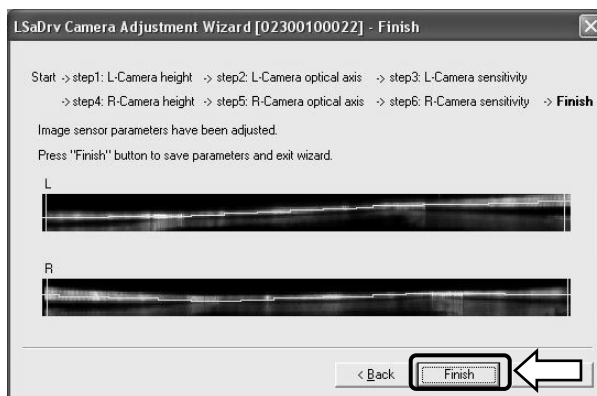 LSaDrv Camera Adjustment Wizard [02300100022] - Finish
Start -> step1: L-Camera height -> step2: L-Camera optical axis -> step3: L-Camera sensitivity
-> step4: R-Camera height -> step5: R-Camera optical axis -> step6: R-Camera sensitivity -> Finish
Image sensor parameters have been adjusted.
Press "Finish" button to save parameters and exit wizard.
L
R
< Back Finish